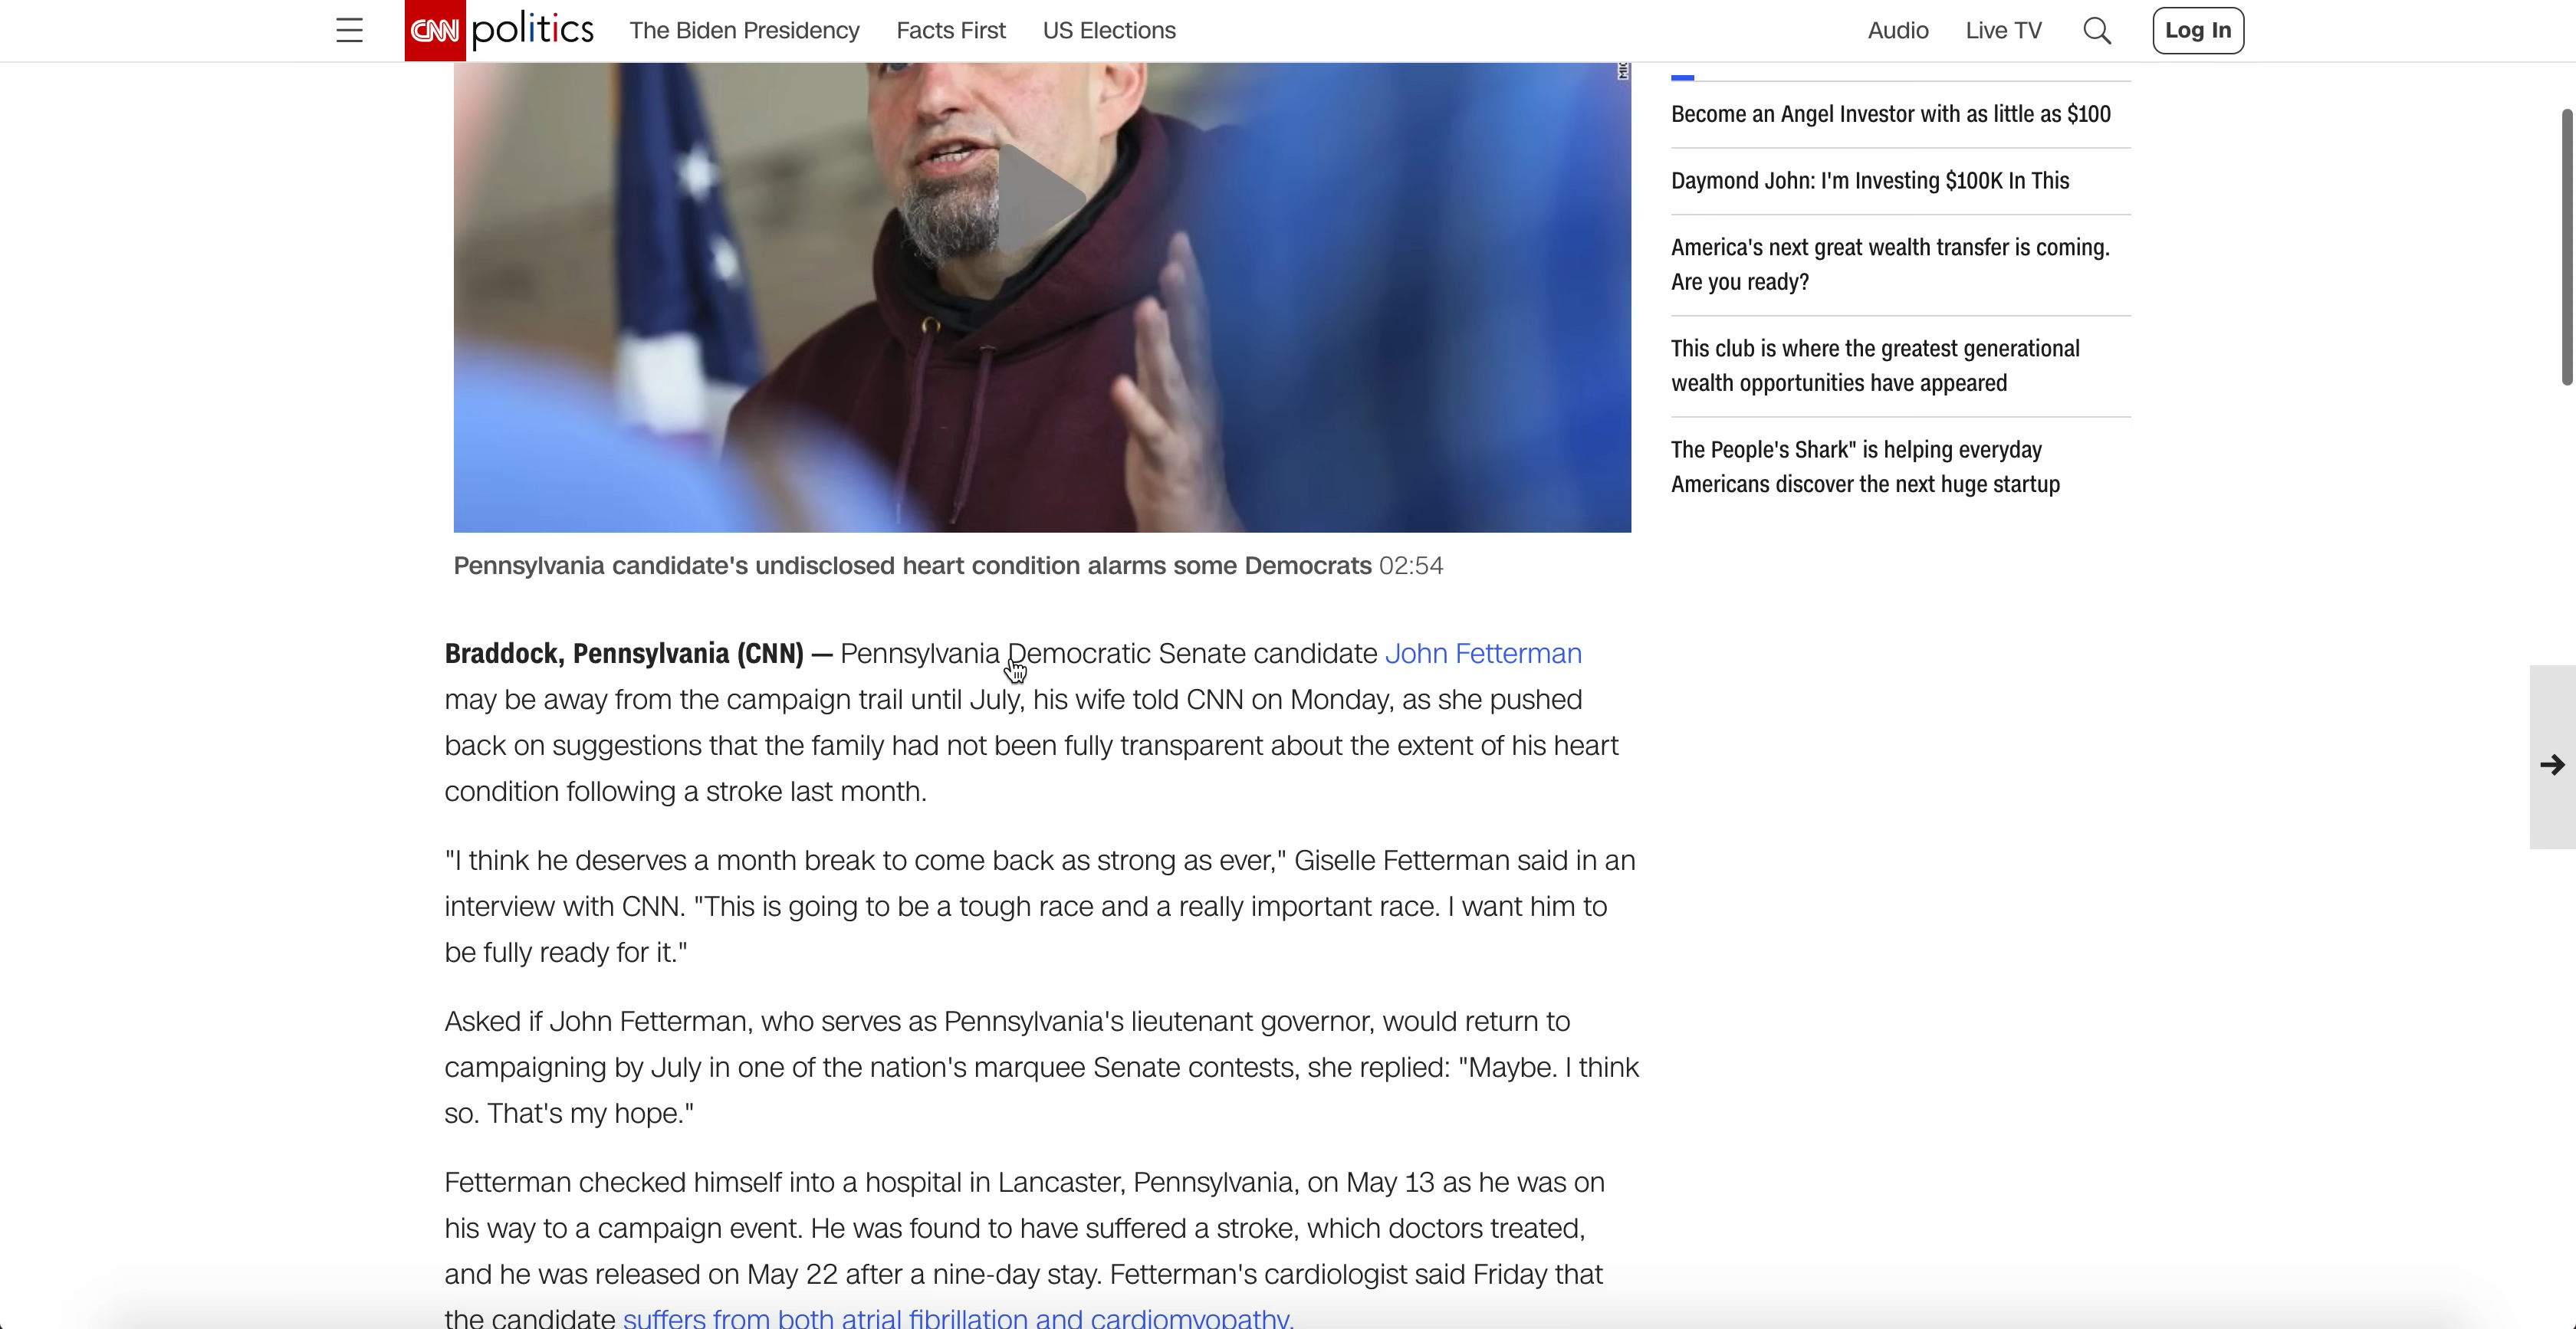 CNN politics The Biden Presidency Facts First US Elections Audio Live TV Log In
Become an Angel Investor with as little as $100
Daymond John: I'm Investing $100K In This
America's next great wealth transfer is coming.
Are you ready?
This club is where the greatest generational
wealth opportunities have appeared
The People's Shark" is helping everyday
Americans discover the next huge startup
Pennsylvania candidate's undisclosed heart condition alarms some Democrats 02:54
Braddock, Pennsylvania (CNN) — Pennsylvania Democratic Senate candidate John Fetterman
may be away from the campaign trail until July, his wife told CNN on Monday, as she pushed
back on suggestions that the family had not been fully transparent about the extent of his heart
condition following a stroke last month.
"I think he deserves a month break to come back as strong as ever," Giselle Fetterman said in an
interview with CNN. "This is going to be a tough race and a really important race. I want him to
be fully ready for it."
Asked if John Fetterman, who serves as Pennsylvania's lieutenant governor, would return to
campaigning by July in one of the nation's marquee Senate contests, she replied: "Maybe. I think
so. That's my hope."
Fetterman checked himself into a hospital in Lancaster, Pennsylvania, on May 13 as he was on
his way to a campaign event. He was found to have suffered a stroke, which doctors treated,
and he was released on May 22 after a nine-day stay. Fetterman's cardiologist said Friday that
the candidate suffers from both atrial fibrillation and cardiomyopathy.